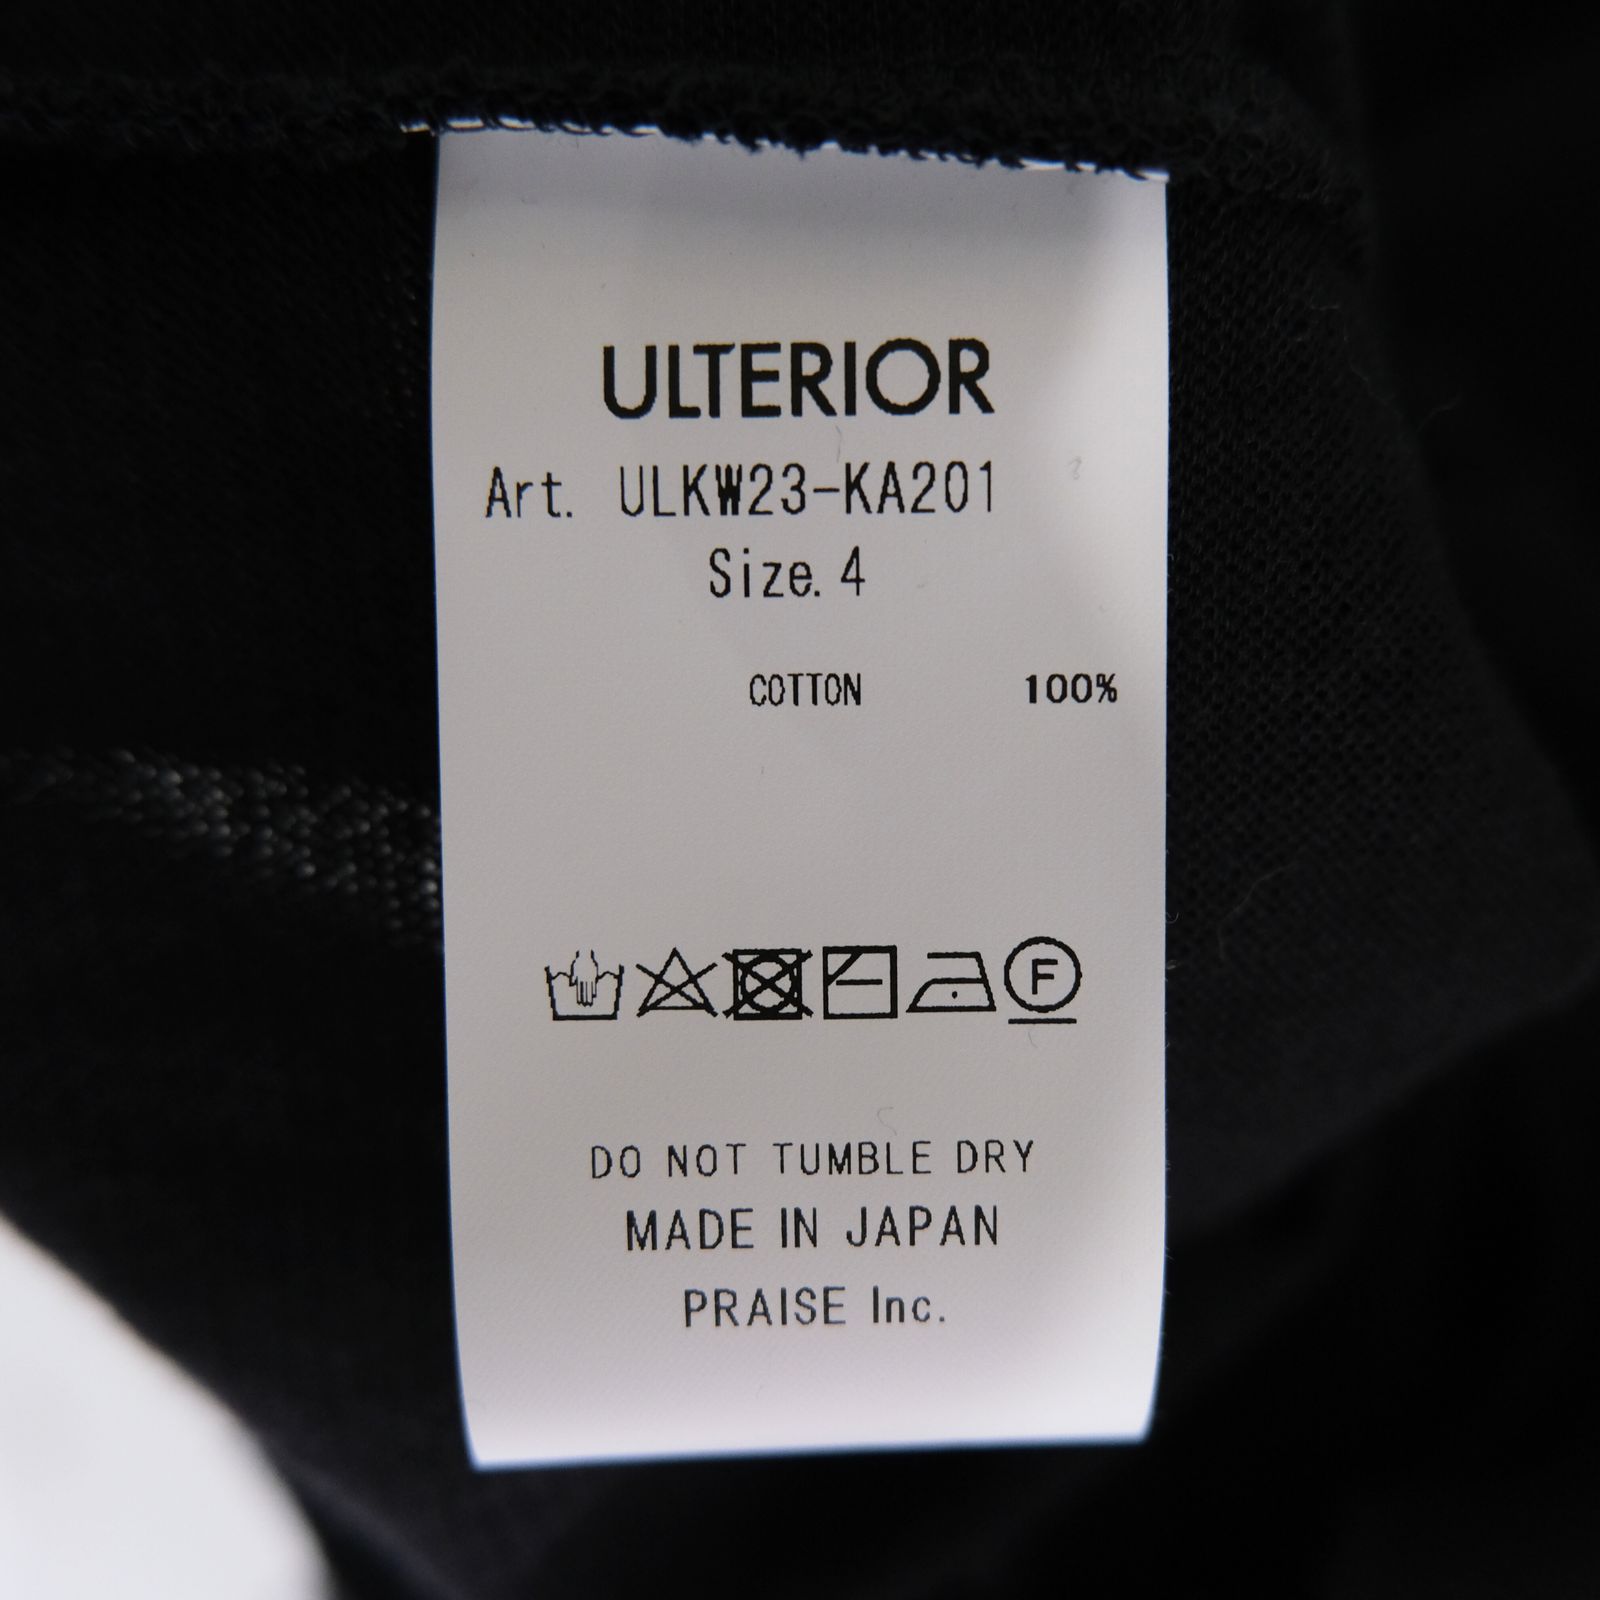 ULTERIOR
Art. ULKW23-KA201
Size. 4
COTTON 100%
F
DO NOT TUMBLE DRY
MADE IN JAPAN
PRAISE Inc.